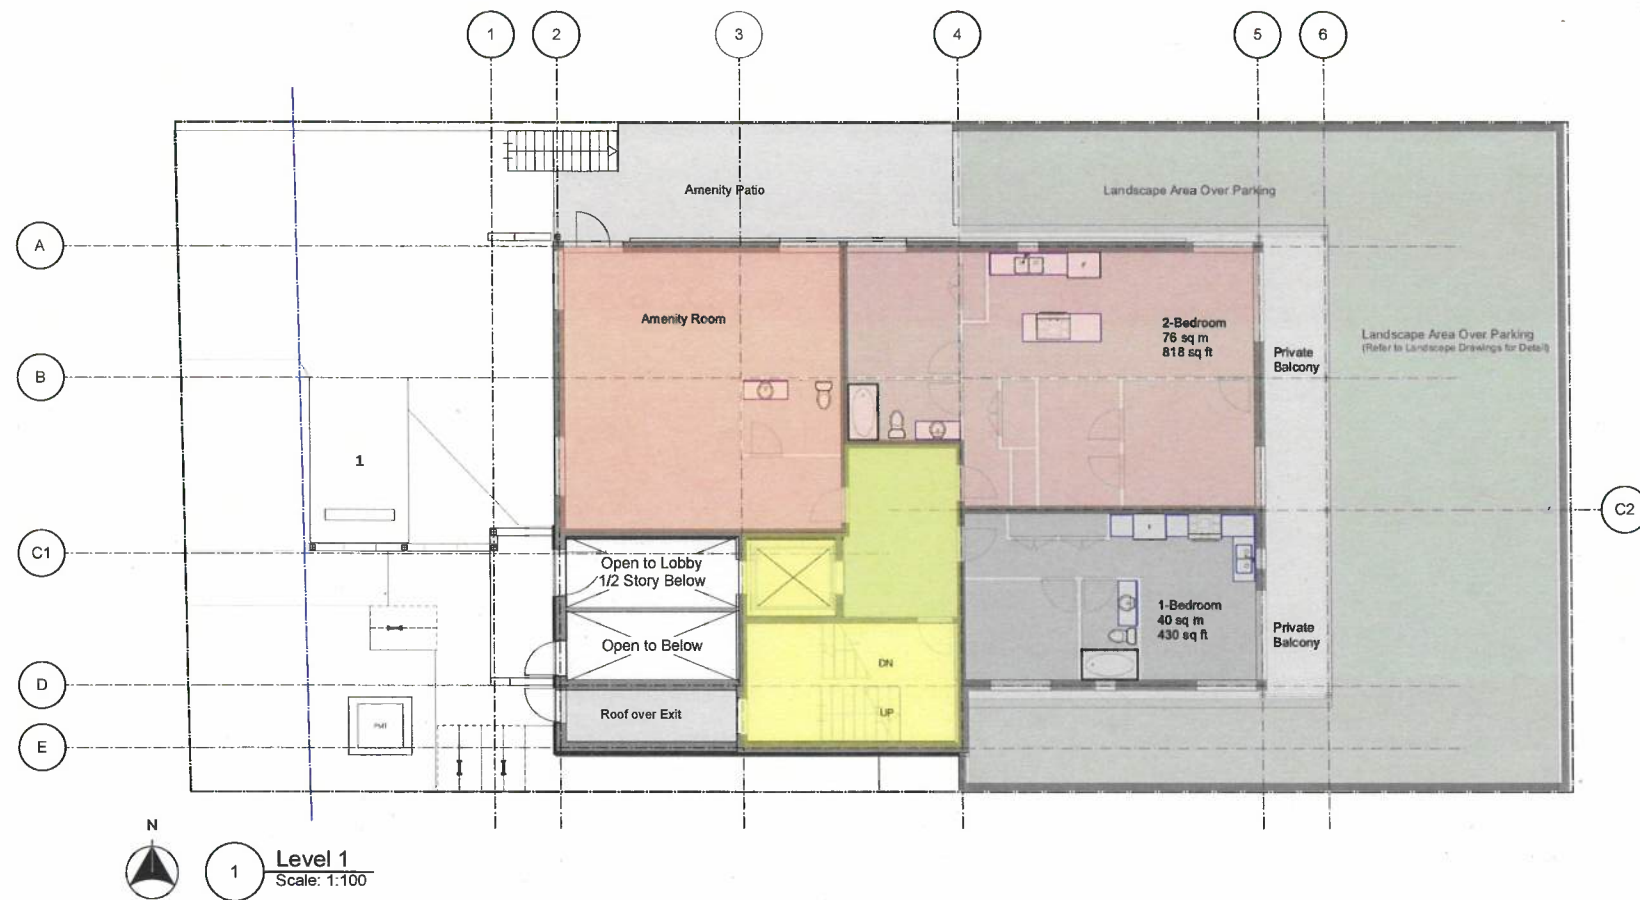 1 2 3 4 5 6
Amenity Patio
Landscape Area Over Parking
A
Amenity Room
2-Bedroom
76 sq m
818 sq ft
Landscape Area Over Parking
(Refer to Landscape Drawings for Detail)
Private
Balcony
B
1
C2
C1
Open to Lobby
1/2 Story Below
1-Bedroom
40 sq m
430 sq ft
Private
Balcony
Open to Below
DN
D
UP
Roof over Exit
PMT
E
N
1
Level 1
Scale: 1:100